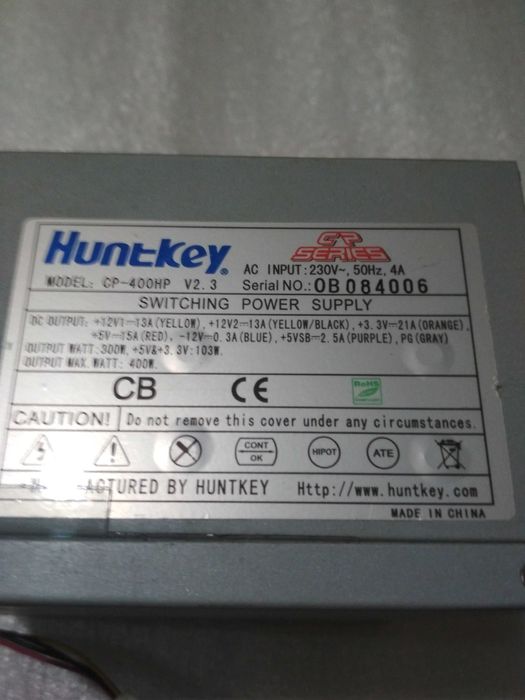 Huntkey®
CP SERIES
MODEL: CP-400HP V2.3
AC INPUT:230V~, 50Hz, 4A
Serial NO.: 0B084006
SWITCHING POWER SUPPLY
DC OUTPUT: +12V1⎓13A(YELLOW), +12V2⎓13A(YELLOW/BLACK), +3.3V⎓21A(ORANGE),
+5V⎓15A(RED), -12V⎓0.3A(BLUE), +5VSB⎓2.5A(PURPLE), PG(GRAY)
OUTPUT WATT: 300W, +5V&+3.3V:103W.
OUTPUT MAX. WATT: 400W.
CB CE RoHS
CAUTION! Do not remove this cover under any circumstances.
CONT OK HIPOT ATE
ACTURED BY HUNTKEY Http://www.huntkey.com
MADE IN CHINA